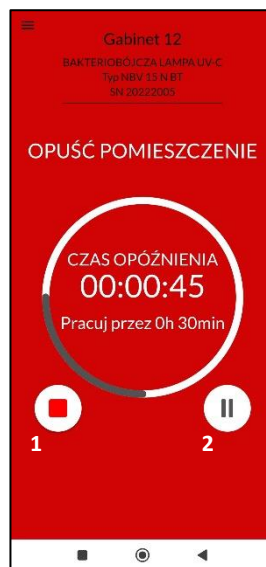 Gabinet 12
BAKTERIOBÓJCZA LAMPA UV-C
Typ NBV 15 N BT
SN 20222005
OPUŚĆ POMIESZCZENIE
CZAS OPÓŹNIENIA
00:00:45
Pracuj przez 0h 30min
1 2